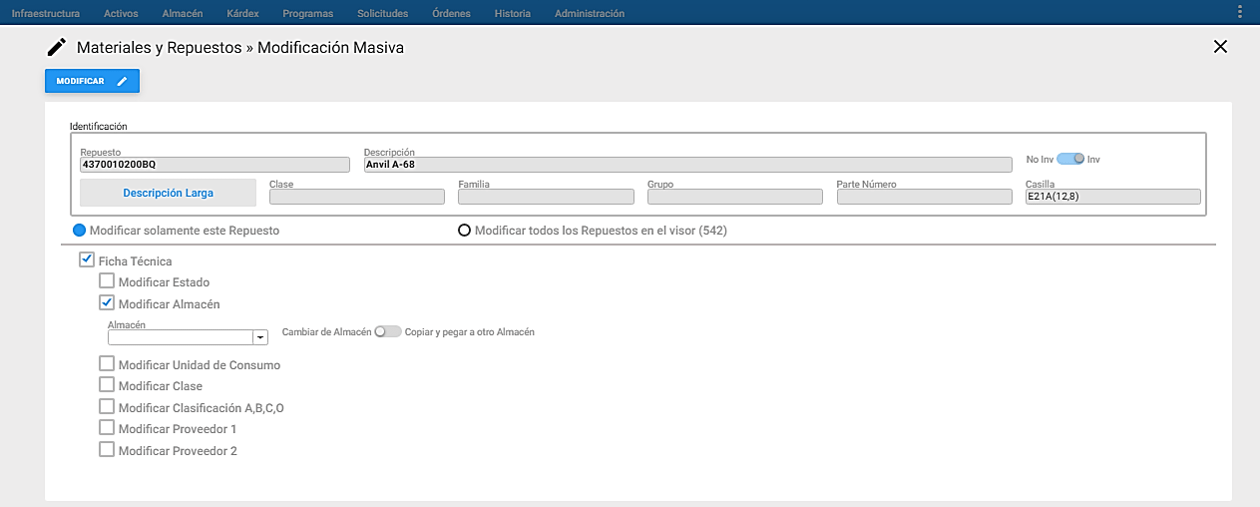 Infraestructura Activos Almacén Kárdex Programas Solicitudes Órdenes Historia Administración
Materiales y Repuestos » Modificación Masiva
MODIFICAR
Identificación
Repuesto Descripción
4370010200BQ Anvil A-68 No Inv Inv
Descripción Larga Clase Familia Grupo Parte Número Casilla
E21A(12,8)
Modificar solamente este Repuesto Modificar todos los Repuestos en el visor (542)
Ficha Técnica
Modificar Estado
Modificar Almacén
Almacén
Cambiar de Almacén Copiar y pegar a otro Almacén
Modificar Unidad de Consumo
Modificar Clase
Modificar Clasificación A,B,C,O
Modificar Proveedor 1
Modificar Proveedor 2